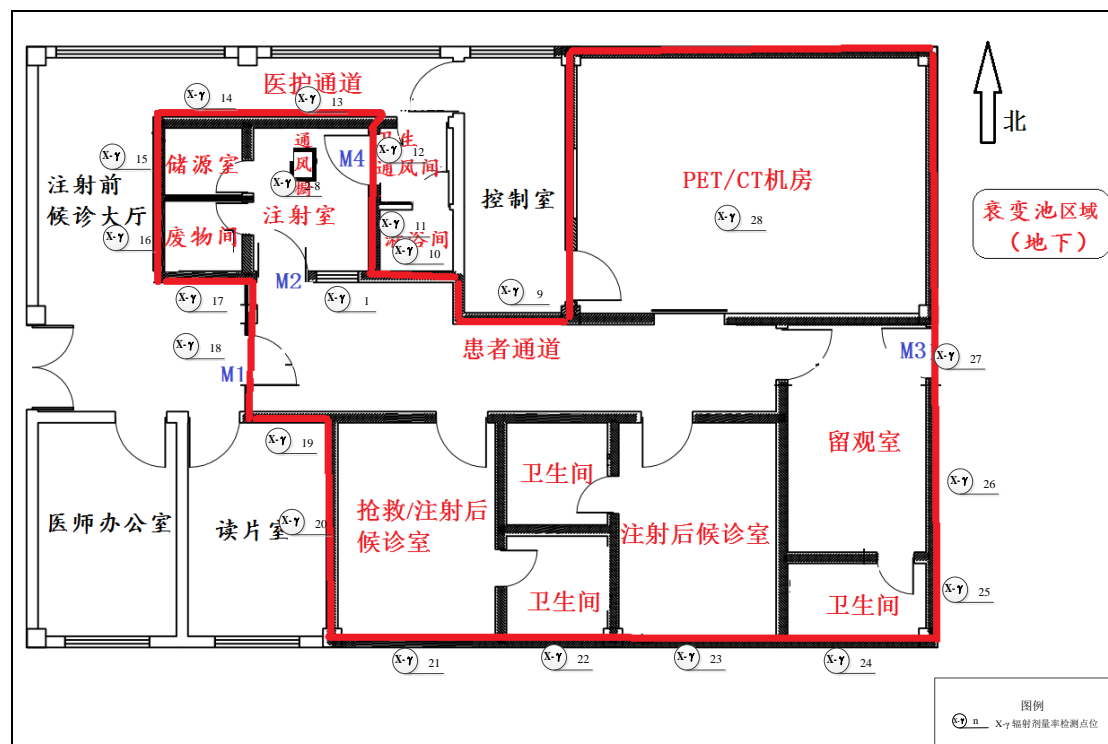 医护通道
X-γ 14
X-γ 13
北
X-γ 15
储源室
通风橱
M4
卫生
通风间
X-γ 12
注射前
候诊大厅
X-γ
8
注射室
控制室
PET/CT机房
X-γ 28
衰变池区域
(地下)
X-γ 16
废物间
X-γ 11
浴间
X-γ 10
M2
X-γ 17
X-γ 1
X-γ 9
X-γ 18
M1
患者通道
M3
X-γ 27
X-γ 19
留观室
卫生间
抢救/注射后
候诊室
注射后候诊室
X-γ 26
医师办公室
读片室
X-γ 20
卫生间
卫生间
X-γ 25
X-γ 21
X-γ 22
X-γ 23
X-γ 24
图例
X-γ n X-γ 辐射剂量率检测点位